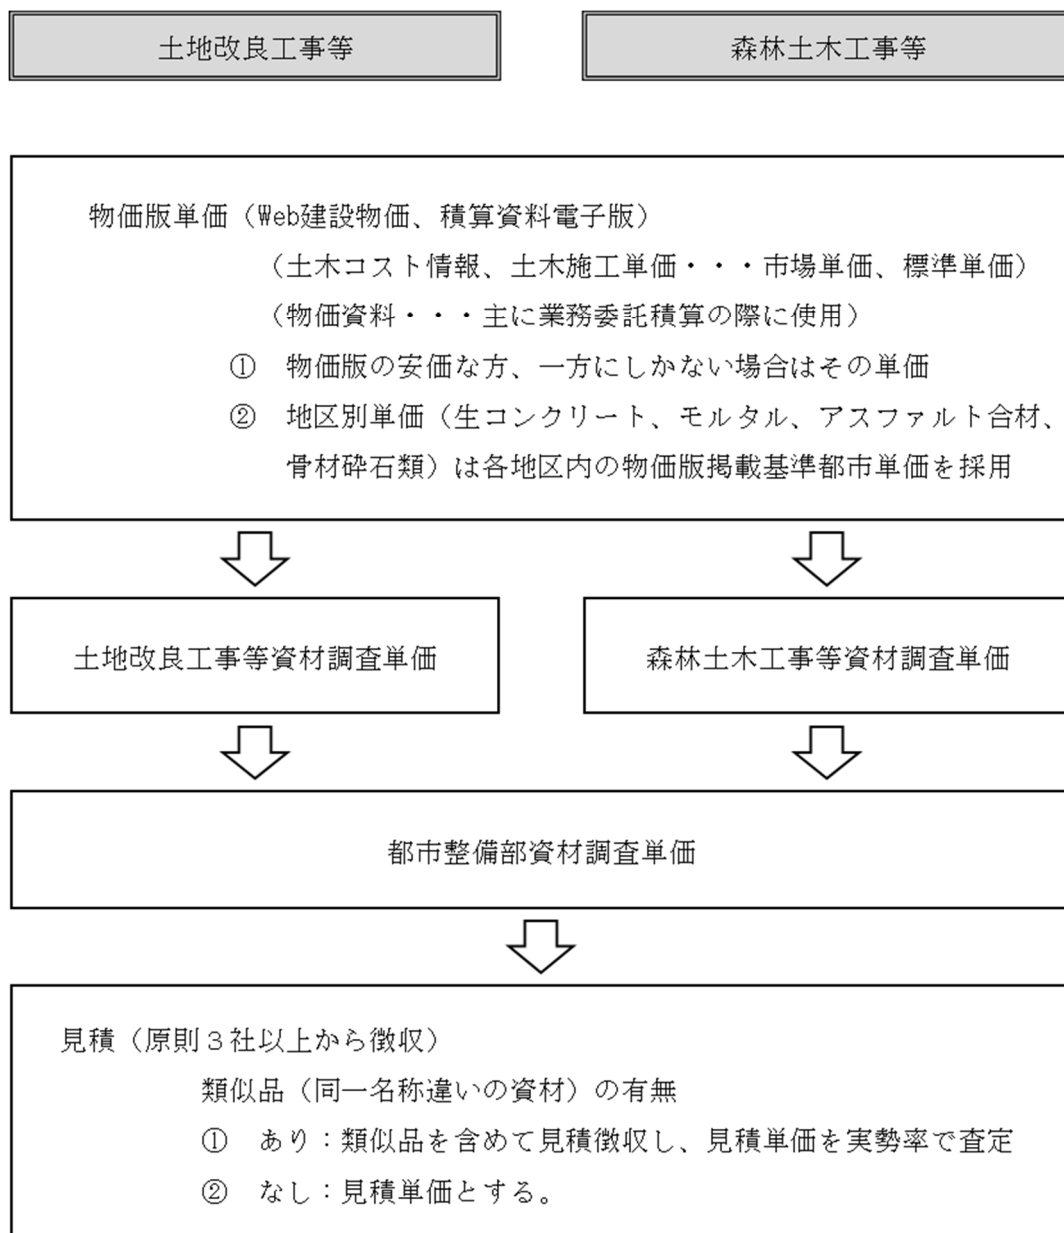 土地改良工事等
森林土木工事等
物価版単価（Web建設物価、積算資料電子版）
（土木コスト情報、土木施工単価・・・市場単価、標準単価）
（物価資料・・・主に業務委託積算の際に使用）
① 物価版の安価な方、一方にしかない場合はその単価
② 地区別単価（生コンクリート、モルタル、アスファルト合材、
骨材砕石類）は各地区内の物価版掲載基準都市単価を採用
土地改良工事等資材調査単価
森林土木工事等資材調査単価
都市整備部資材調査単価
見積（原則３社以上から徴収）
類似品（同一名称違いの資材）の有無
① あり：類似品を含めて見積徴収し、見積単価を実勢率で査定
② なし：見積単価とする。